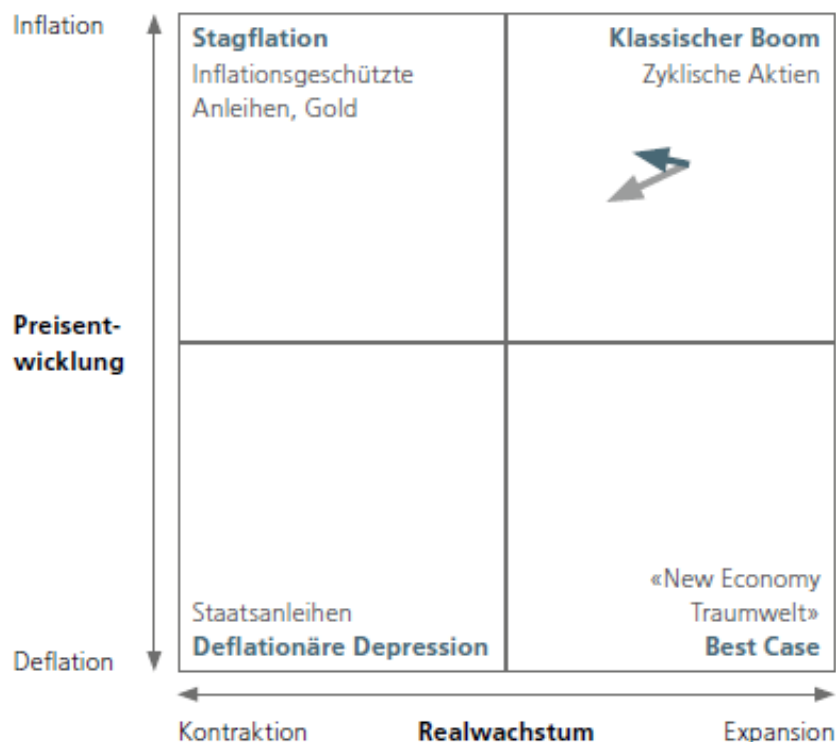 Inflation
Stagflation
Inflationsgeschützte
Anleihen, Gold
Klassischer Boom
Zyklische Aktien
Preisent-
wicklung
Staatsanleihen
Deflationäre Depression
«New Economy
Traumwelt»
Best Case
Deflation
Kontraktion
Realwachstum
Expansion